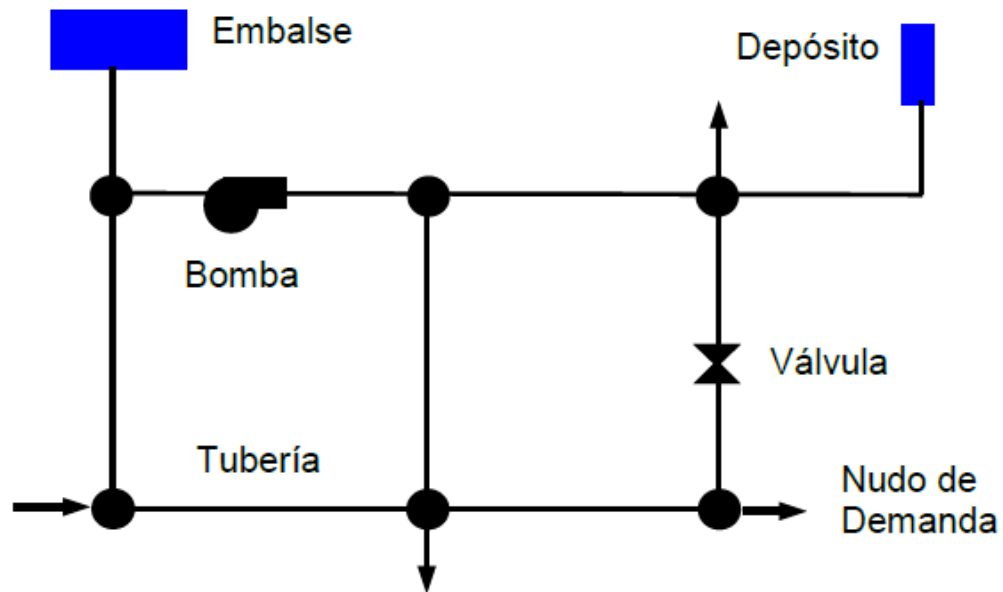 Embalse
Depósito
Bomba
Válvula
Tubería
Nudo de
Demanda